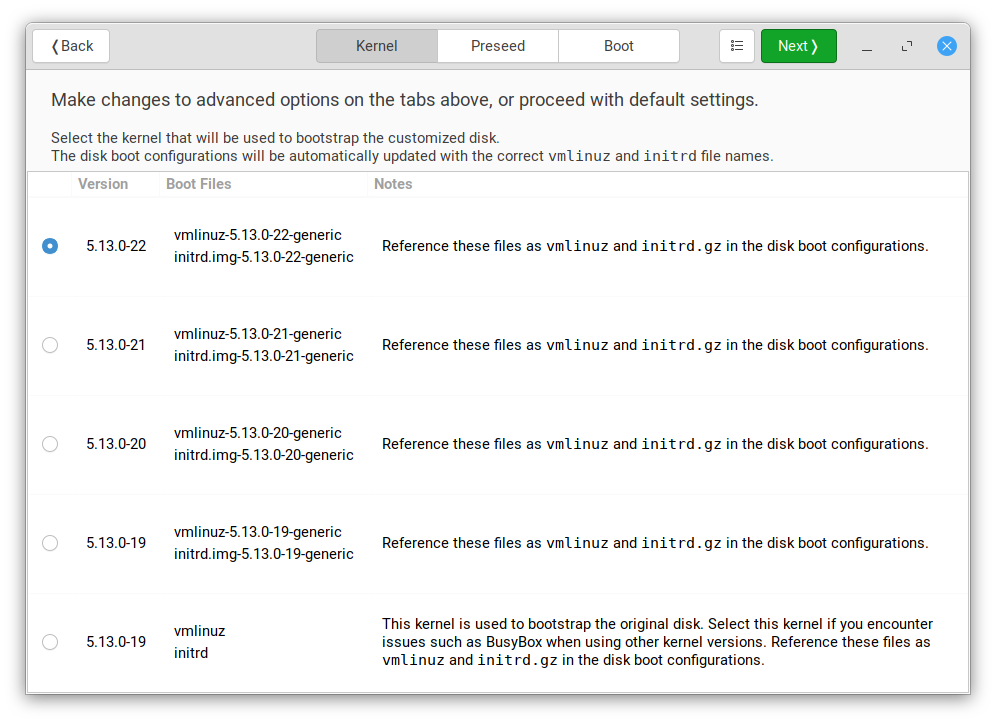 ❬Back
Kernel
Preseed
Boot
Next❭
Make changes to advanced options on the tabs above, or proceed with default settings.
Select the kernel that will be used to bootstrap the customized disk.
The disk boot configurations will be automatically updated with the correct vmlinuz and initrd file names.
Version Boot Files Notes
5.13.0-22
vmlinuz-5.13.0-22-generic
initrd.img-5.13.0-22-generic
Reference these files as vmlinuz and initrd.gz in the disk boot configurations.
5.13.0-21
vmlinuz-5.13.0-21-generic
initrd.img-5.13.0-21-generic
Reference these files as vmlinuz and initrd.gz in the disk boot configurations.
5.13.0-20
vmlinuz-5.13.0-20-generic
initrd.img-5.13.0-20-generic
Reference these files as vmlinuz and initrd.gz in the disk boot configurations.
5.13.0-19
vmlinuz-5.13.0-19-generic
initrd.img-5.13.0-19-generic
Reference these files as vmlinuz and initrd.gz in the disk boot configurations.
5.13.0-19
vmlinuz
initrd
This kernel is used to bootstrap the original disk. Select this kernel if you encounter
issues such as BusyBox when using other kernel versions. Reference these files as
vmlinuz and initrd.gz in the disk boot configurations.